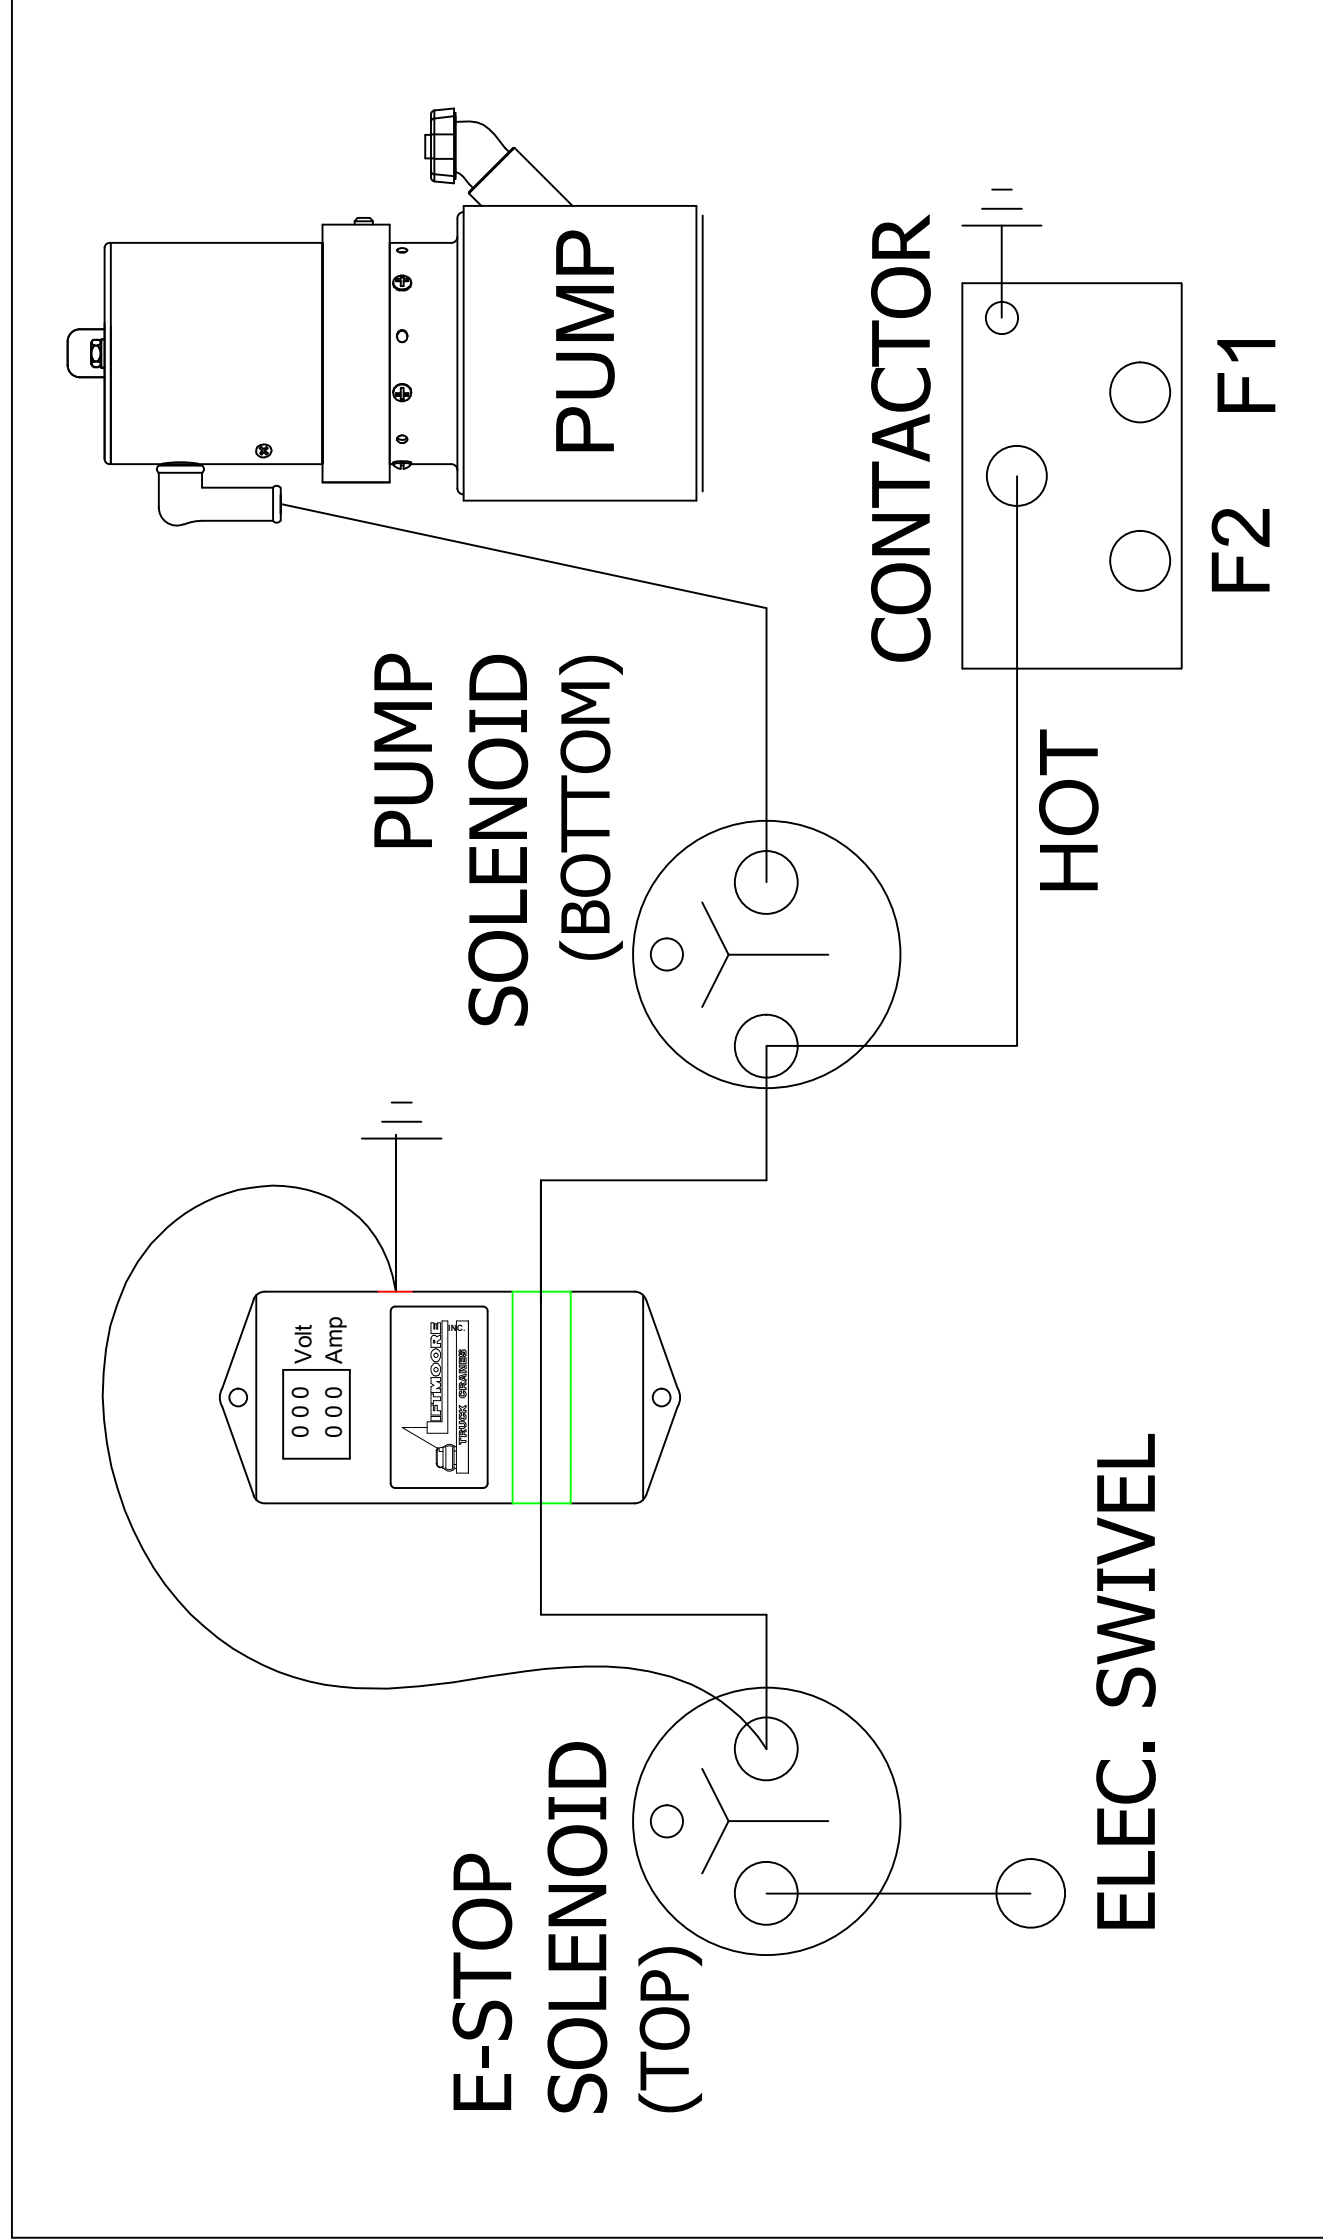 E-STOP
SOLENOID
(TOP)
ELEC. SWIVEL
000 Volt
000 Amp
LIFTMOORE
INC.
TRUCK CRANES
PUMP
SOLENOID
(BOTTOM)
HOT
PUMP
CONTACTOR
F2 F1